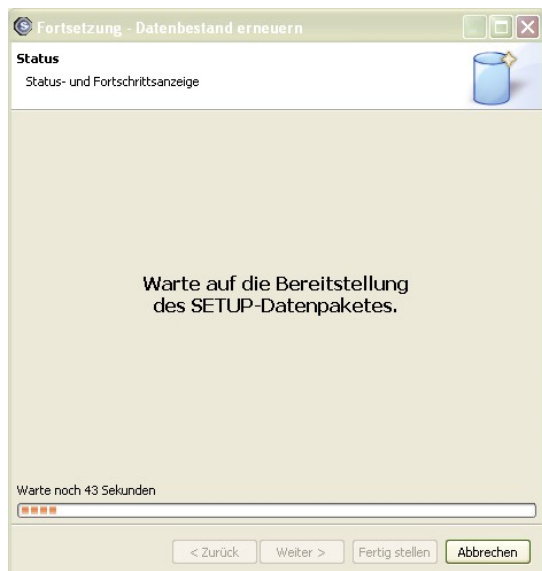 Fortsetzung - Datenbestand erneuern
Status
Status- und Fortschrittsanzeige
Warte auf die Bereitstellung
des SETUP-Datenpaketes.
Warte noch 43 Sekunden
< Zurück Weiter > Fertig stellen Abbrechen